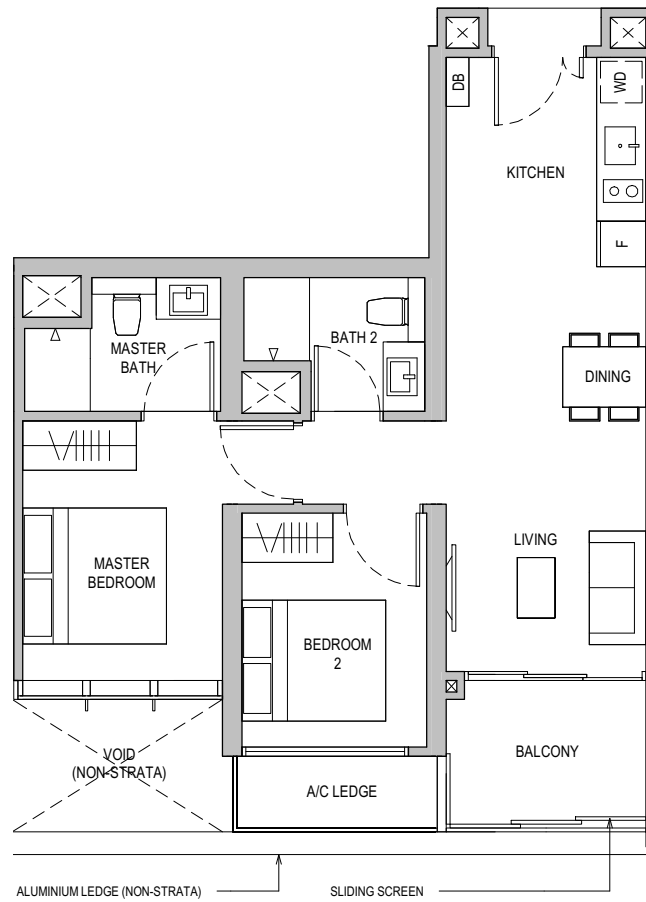 DB
WD
KITCHEN
F
MASTER
BATH
BATH 2
DINING
MASTER
BEDROOM
LIVING
BEDROOM
2
VOID
(NON-STRATA)
BALCONY
A/C LEDGE
ALUMINIUM LEDGE (NON-STRATA)
SLIDING SCREEN